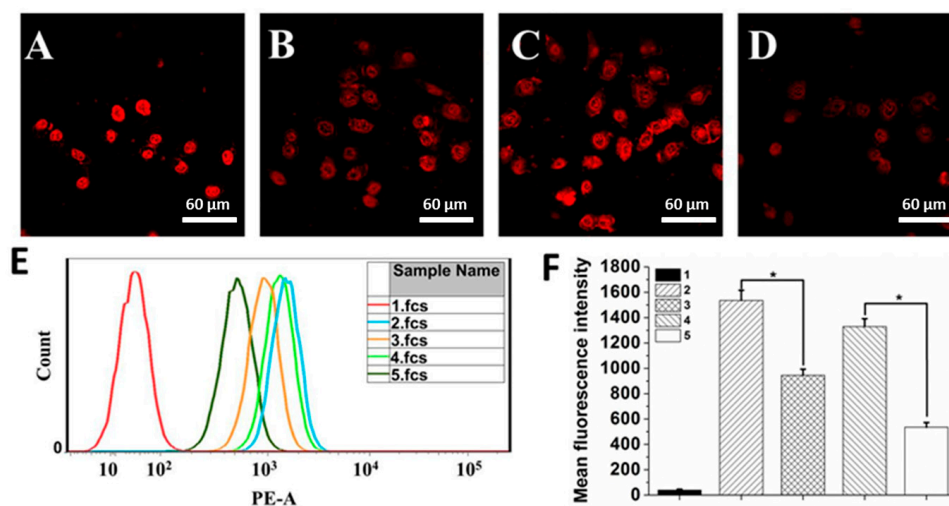 A
B
C
D
60 μm
60 μm
60 μm
60 μm
E
Count
0
10
10²
10³
10⁴
10⁵
PE-A
Sample Name
1.fcs
2.fcs
3.fcs
4.fcs
5.fcs
F
Mean fluorescence intensity
1800
1600
1400
1200
1000
800
600
400
200
0
1
2
3
4
5
*
*